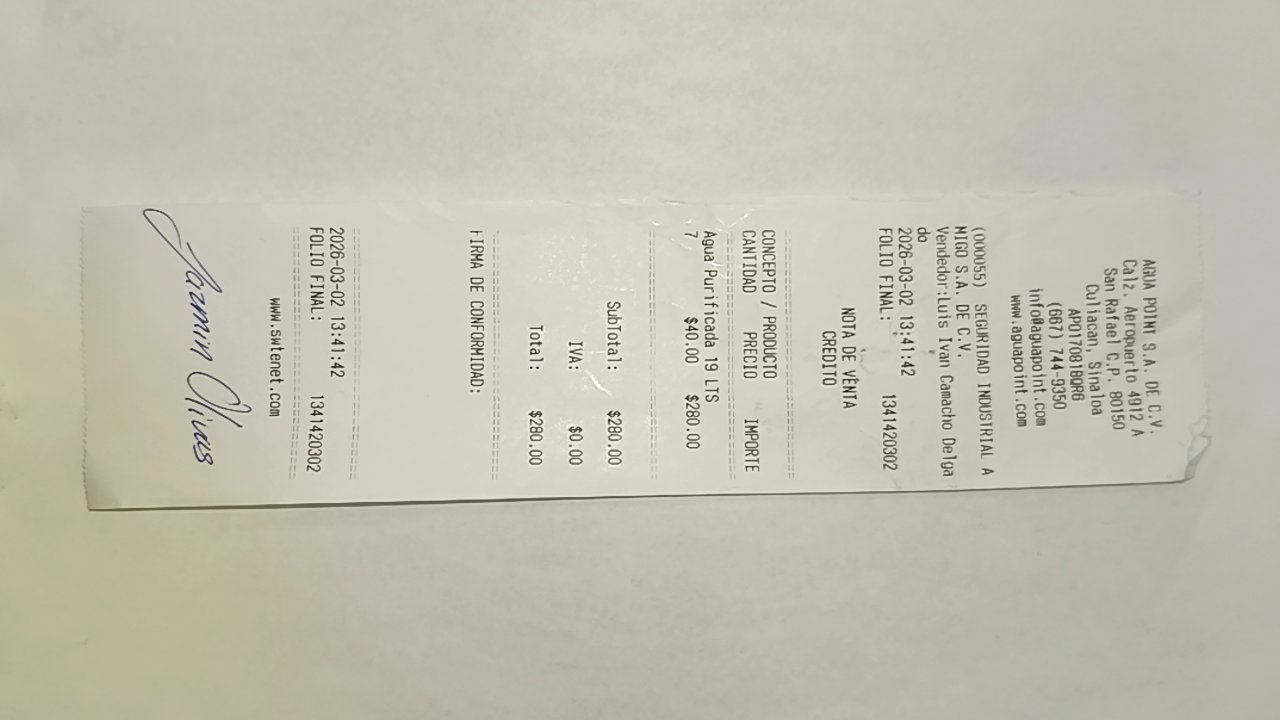 AGUA POINT S.A. DE C.V.
Calz. Aeropuerto 4912 A
San Rafael C.P. 80150
Culiacan, Sinaloa
APO170818QR6
(667) 744-9350
info@aguapoint.com
www.aguapoint.com
(000055) SEGURIDAD INDUSTRIAL A
MIGO S.A. DE C.V.
Vendedor:Luis Ivan Camacho Delga
do
2026-03-02 13:41:42
FOLIO FINAL: 1341420302
NOTA DE VENTA
CREDITO
CONCEPTO / PRODUCTO
CANTIDAD PRECIO IMPORTE
Agua Purificada 19 LTS
7 $40.00 $280.00
SubTotal: $280.00
IVA: $0.00
Total: $280.00
FIRMA DE CONFORMIDAD:
2026-03-02 13:41:42
FOLIO FINAL: 1341420302
www.swtenet.com
Jazmin Olivas